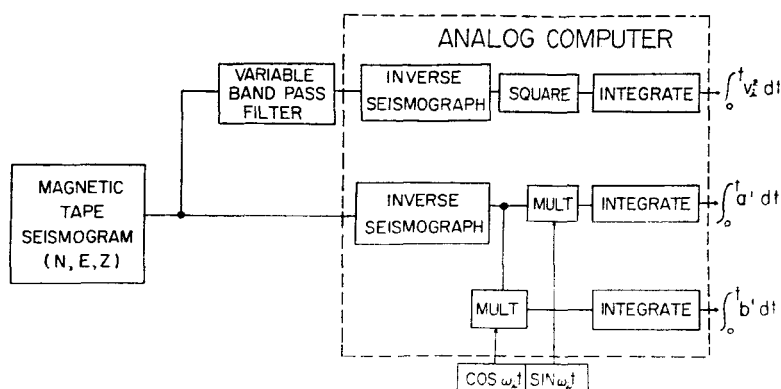 ANALOG COMPUTER
VARIABLE
BAND PASS
FILTER
INVERSE
SEISMOGRAPH
SQUARE
INTEGRATE
∫₀ᵗ v²ᵢ dt
MAGNETIC
TAPE
SEISMOGRAM
(N, E, Z)
INVERSE
SEISMOGRAPH
MULT
INTEGRATE
∫₀ᵗ a' dt
MULT
INTEGRATE
∫₀ᵗ b' dt
COS ωᵢt
SIN ωᵢt